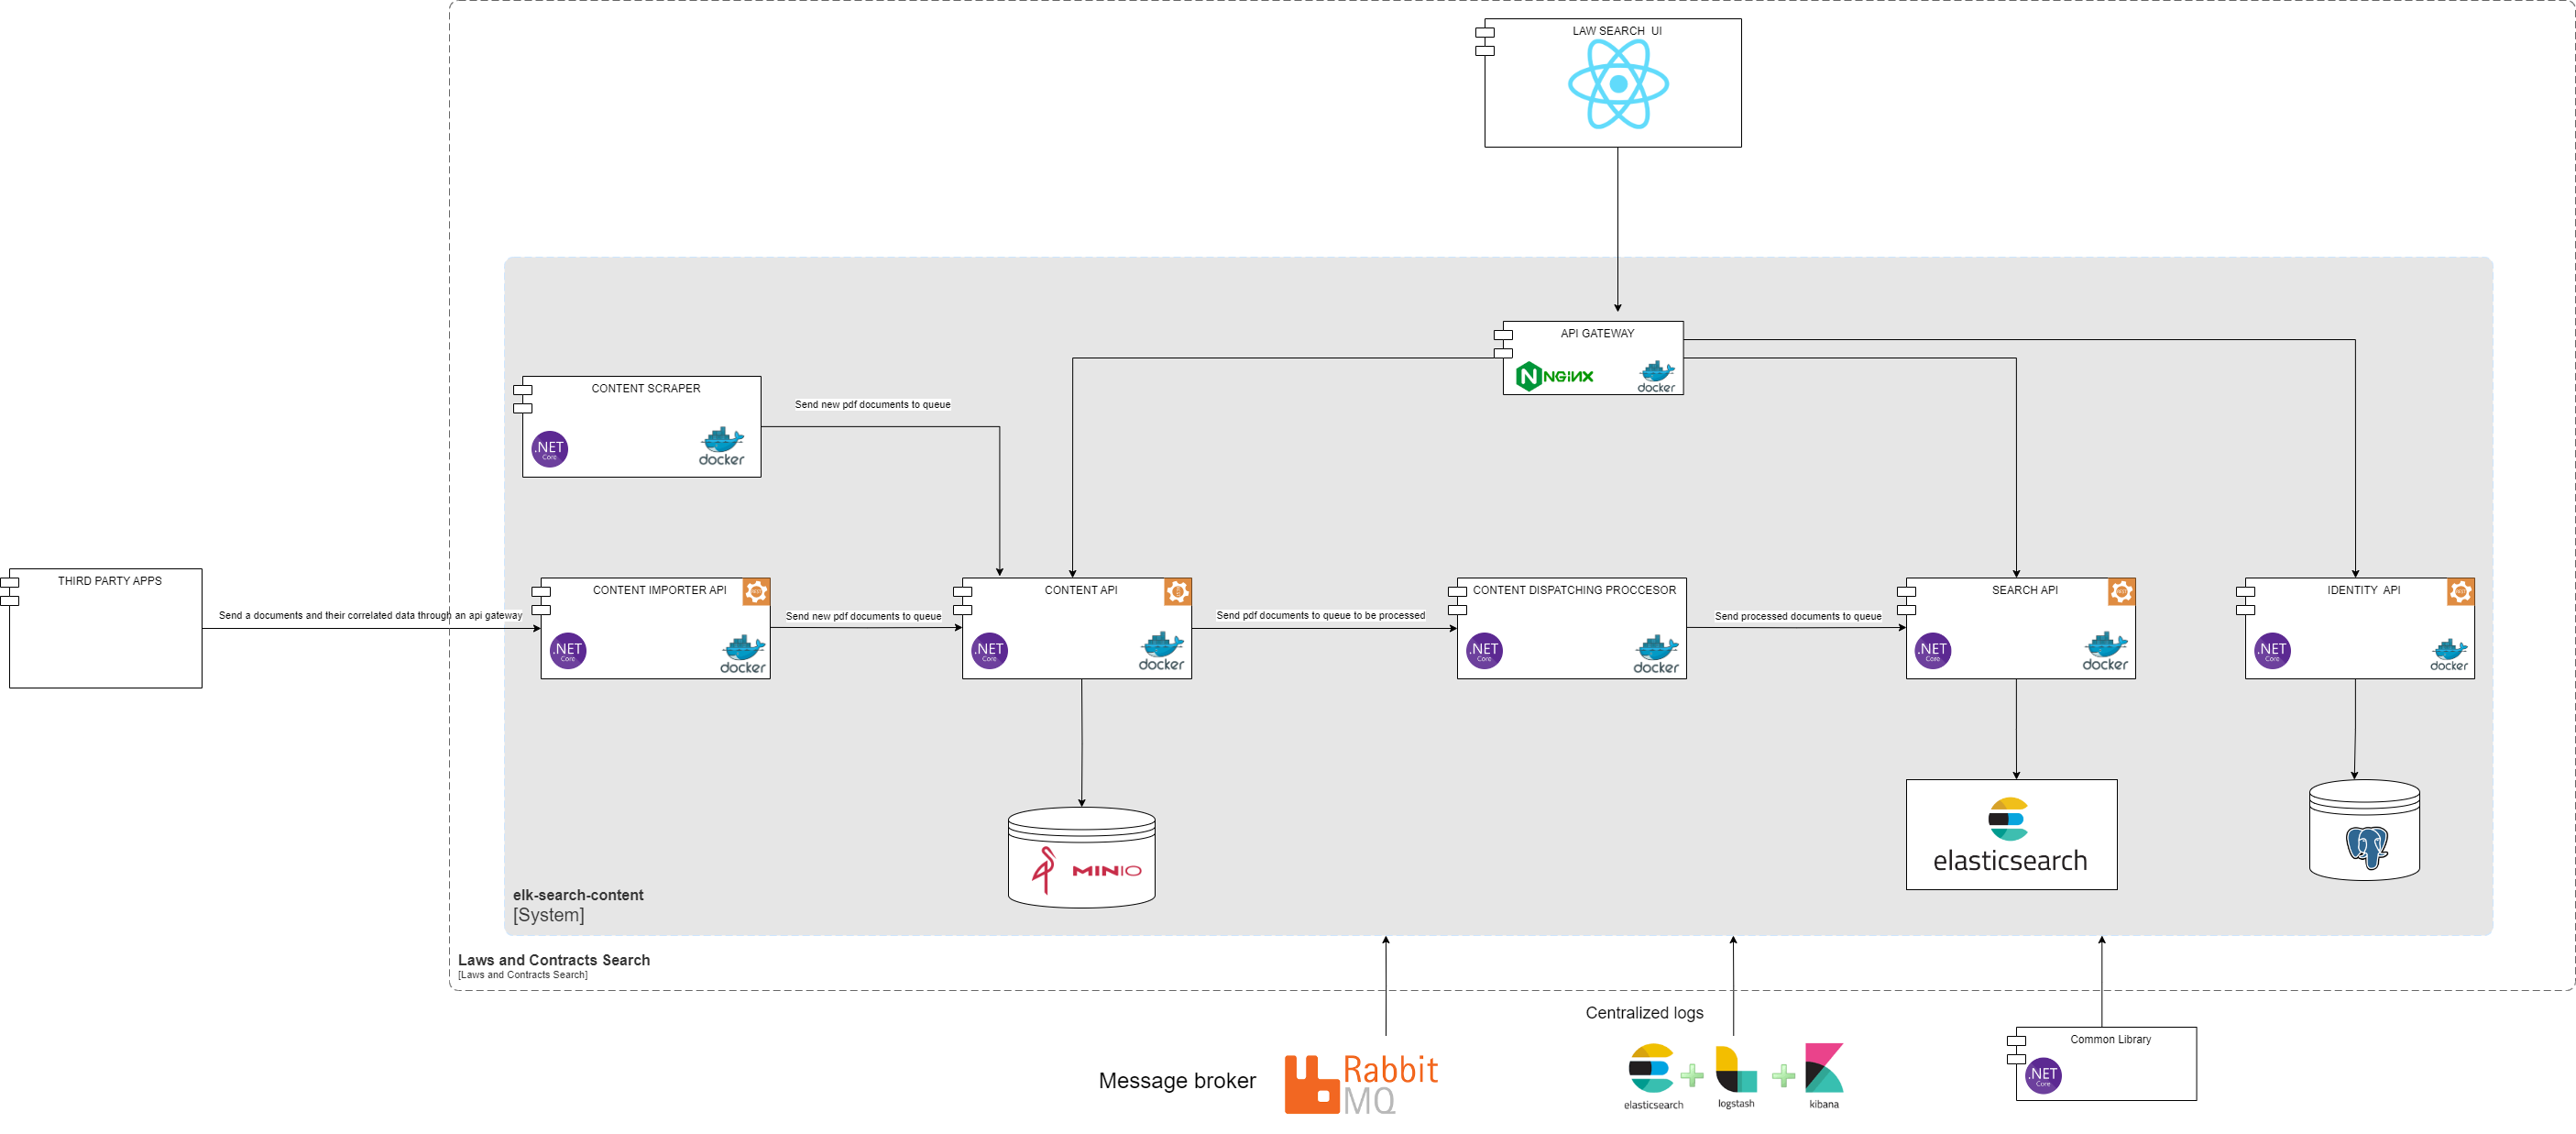 LAW SEARCH UI
API GATEWAY
NGINX
docker
CONTENT SCRAPER
.NET
Core
docker
Send new pdf documents to queue
THIRD PARTY APPS
Send a documents and their correlated data through an api gateway
CONTENT IMPORTER API
.NET
Core
docker
Send new pdf documents to queue
CONTENT API
.NET
Core
docker
Send pdf documents to queue to be processed
CONTENT DISPATCHING PROCCESOR
.NET
Core
docker
Send processed documents to queue
SEARCH API
.NET
Core
docker
IDENTITY API
.NET
Core
docker
MINIO
elasticsearch
elk-search-content
[System]
Laws and Contracts Search
[Laws and Contracts Search]
Message broker
RabbitMQ
Centralized logs
elasticsearch
logstash
kibana
Common Library
.NET
Core